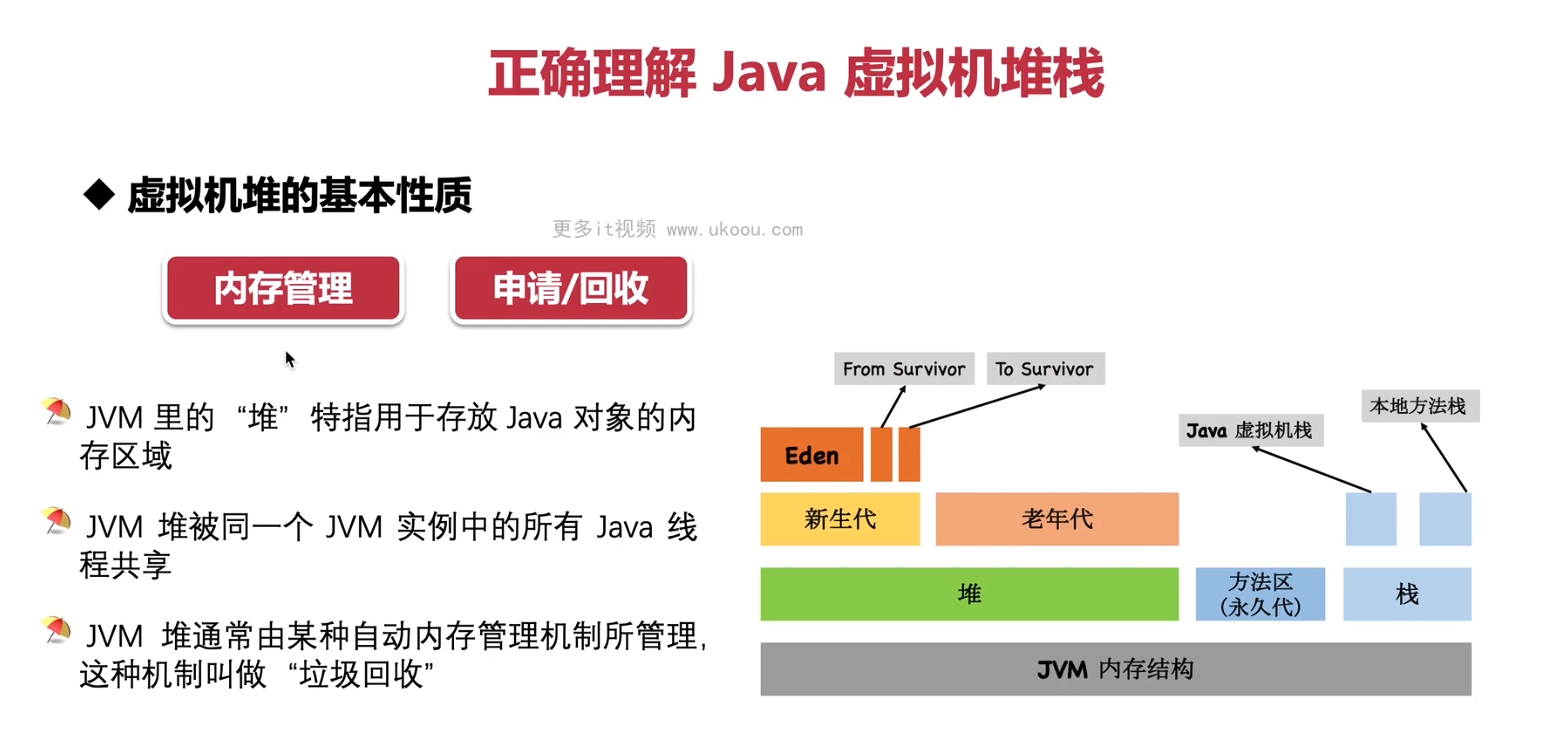 正确理解 Java 虚拟机堆栈
◆ 虚拟机堆的基本性质
更多it视频 www.ukoou.com
内存管理
申请/回收
JVM 里的 “堆” 特指用于存放 Java 对象的内
存区域
JVM 堆被同一个 JVM 实例中的所有 Java 线
程共享
JVM 堆通常由某种自动内存管理机制所管理,
这种机制叫做 “垃圾回收”
From Survivor
To Survivor
本地方法栈
Java 虚拟机栈
Eden
新生代
老年代
堆
方法区
(永久代)
栈
JVM 内存结构